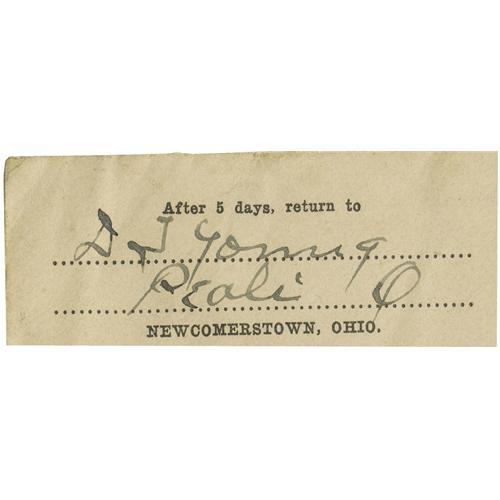 After 5 days, return to
D T Young
Peoli O
NEWCOMERSTOWN, OHIO.